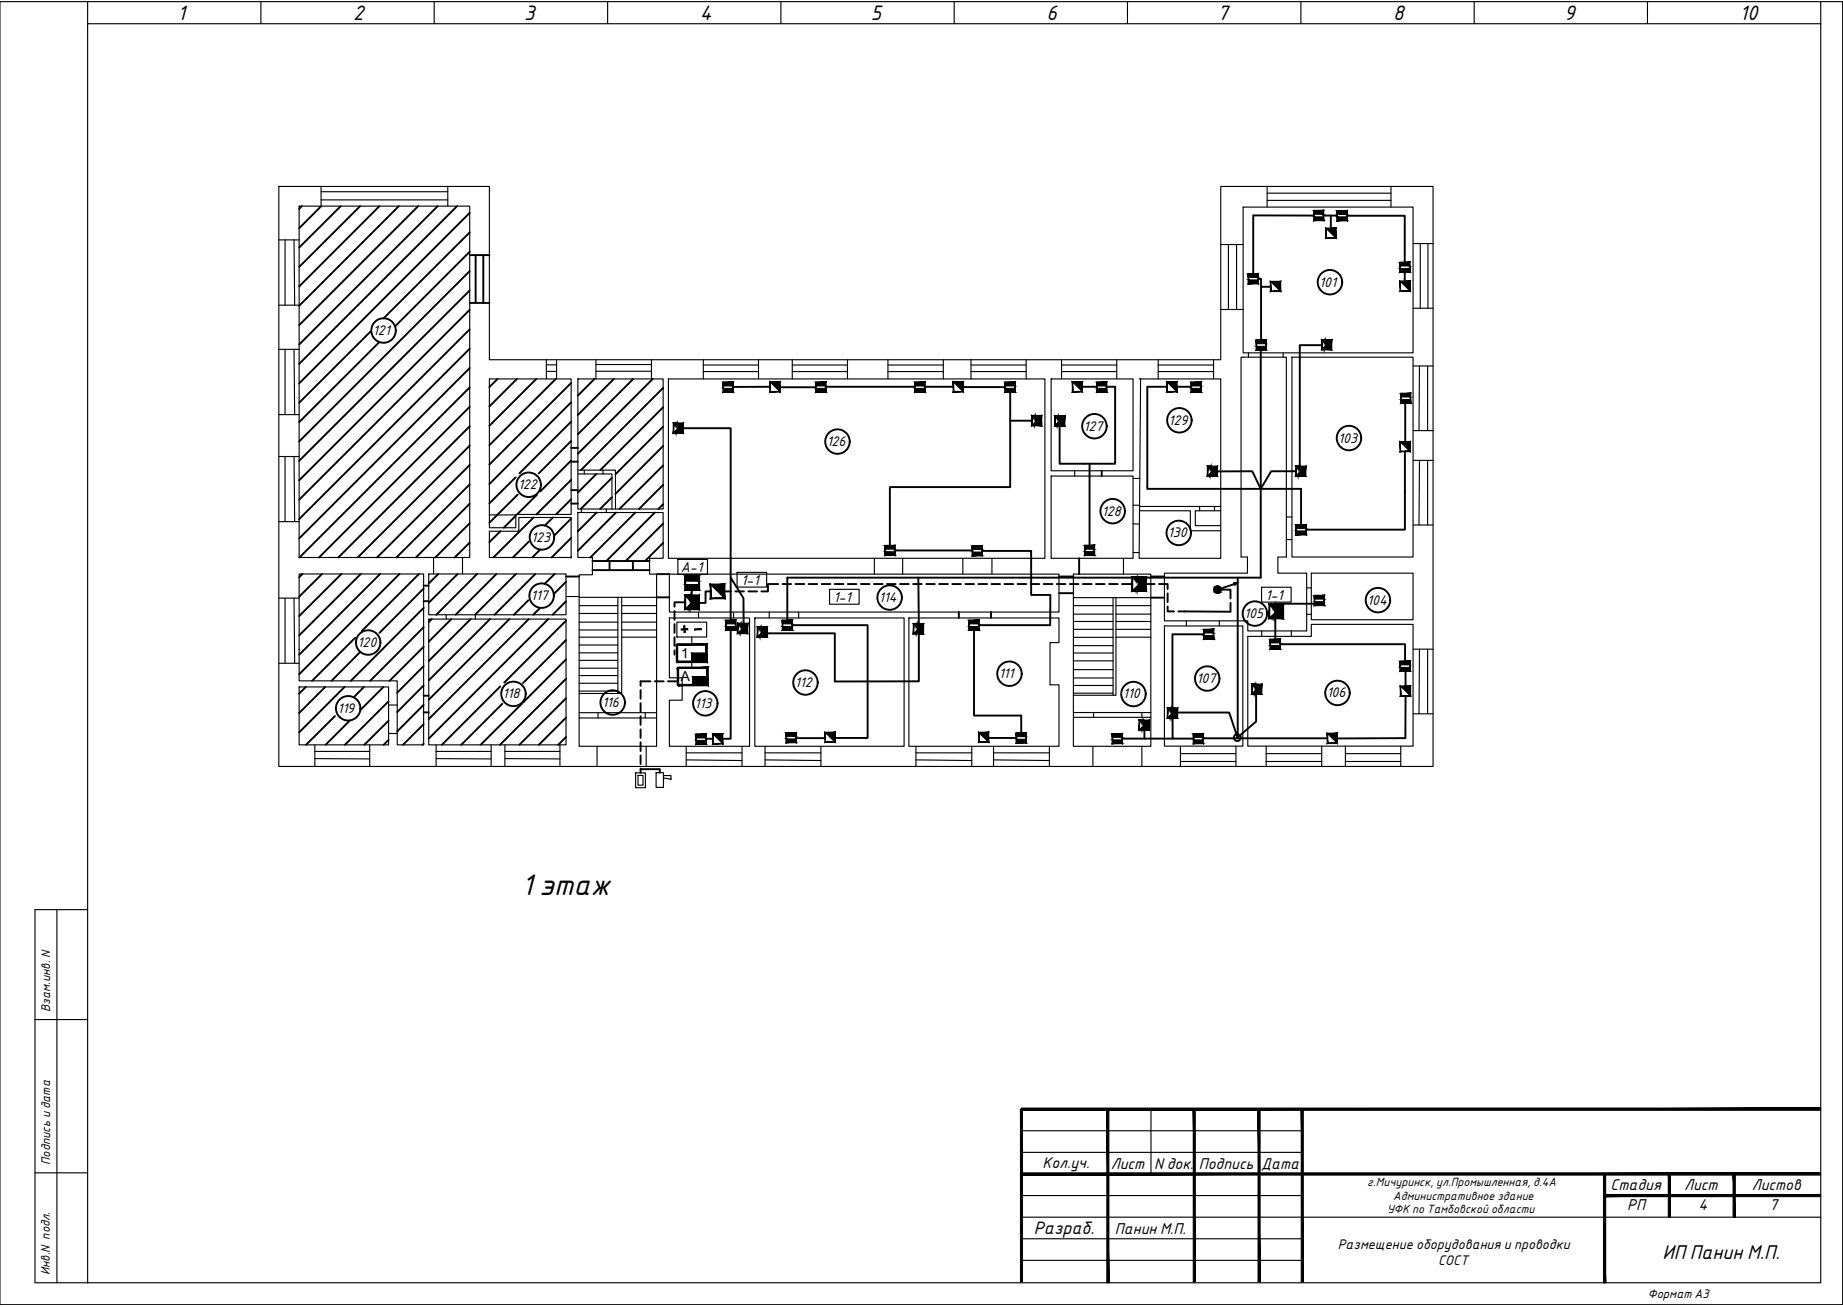 1 2 3 4 5 6 7 8 9 10
121
101
126
127
129
103
122
128
123
130
А-1
1-1
117
1-1
114
1-1
105
104
+ -
120
1
А
118
116
113
112
111
110
107
106
119
1 этаж
Взам.инв. N
Подпись и дата
Инв.N подл.
Кол.уч. Лист N док. Подпись Дата
г.Мичуринск, ул.Промышленная, д.4А
Административное здание
УФК по Тамбовской области
Стадия Лист Листов
РП 4 7
Разраб. Панин М.П.
Размещение оборудования и проводки
СОСТ
ИП Панин М.П.
Формат А3